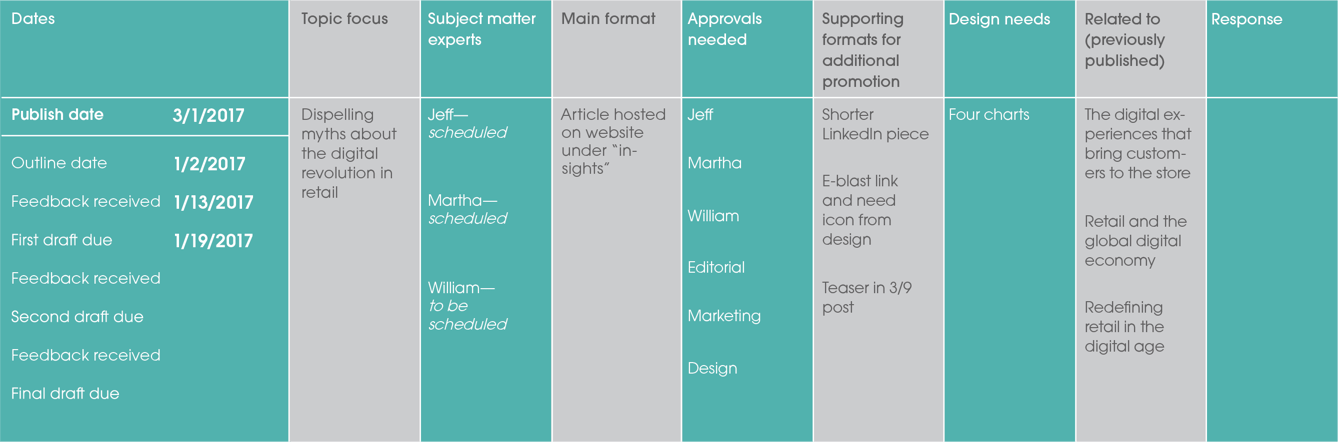 Dates
Topic focus
Subject matter
experts
Main format
Approvals
needed
Supporting
formats for
additional
promotion
Design needs
Related to
(previously
published)
Response
Publish date 3/1/2017
Outline date 1/2/2017
Feedback received 1/13/2017
First draft due 1/19/2017
Feedback received
Second draft due
Feedback received
Final draft due
Dispelling
myths about
the digital
revolution in
retail
Jeff—
scheduled
Martha—
scheduled
William—
to be
scheduled
Article hosted
on website
under “in-
sights”
Jeff
Martha
William
Editorial
Marketing
Design
Shorter
LinkedIn piece
E-blast link
and need
icon from
design
Teaser in 3/9
post
Four charts
The digital ex-
periences that
bring custom-
ers to the store
Retail and the
global digital
economy
Redefining
retail in the
digital age